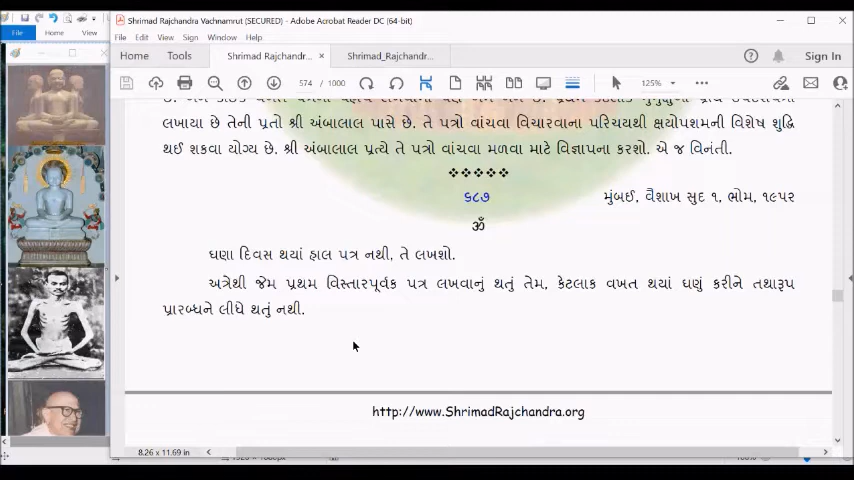 Shrimad Rajchandra Vachnamrut (SECURED) - Adobe Acrobat Reader DC (64-bit)
File Edit View Sign Window Help
File Home View
Home Tools Shrimad Rajchandr... × Shrimad_Rajchandr... Sign In
574 / 1000 125%
લખાયા છે તેની પ્રતો શ્રી અંબાલાલ પાસે છે. તે પત્રો વાંચવા વિચારવાના પરિચયથી ક્ષયોપશમની વિશેષ શુદ્ધિ
થઈ શકવા યોગ્ય છે. શ્રી અંબાલાલ પ્રત્યે તે પત્રો વાંચવા મળવા માટે વિજ્ઞાપના કરશો. એ જ વિનંતી.
❖❖❖❖❖
૬૮૭ મુંબઈ, વૈશાખ સુદ ૧, ભોમ, ૧૯૫૨
ૐ
ઘણા દિવસ થયાં હાલ પત્ર નથી, તે લખશો.
અત્રેથી જેમ પ્રથમ વિસ્તારપૂર્વક પત્ર લખવાનું થતું તેમ, કેટલાક વખત થયાં ઘણું કરીને તથારૂપ
પ્રારબ્ધને લીધે થતું નથી.
http://www.ShrimadRajchandra.org
8.26 x 11.69 in